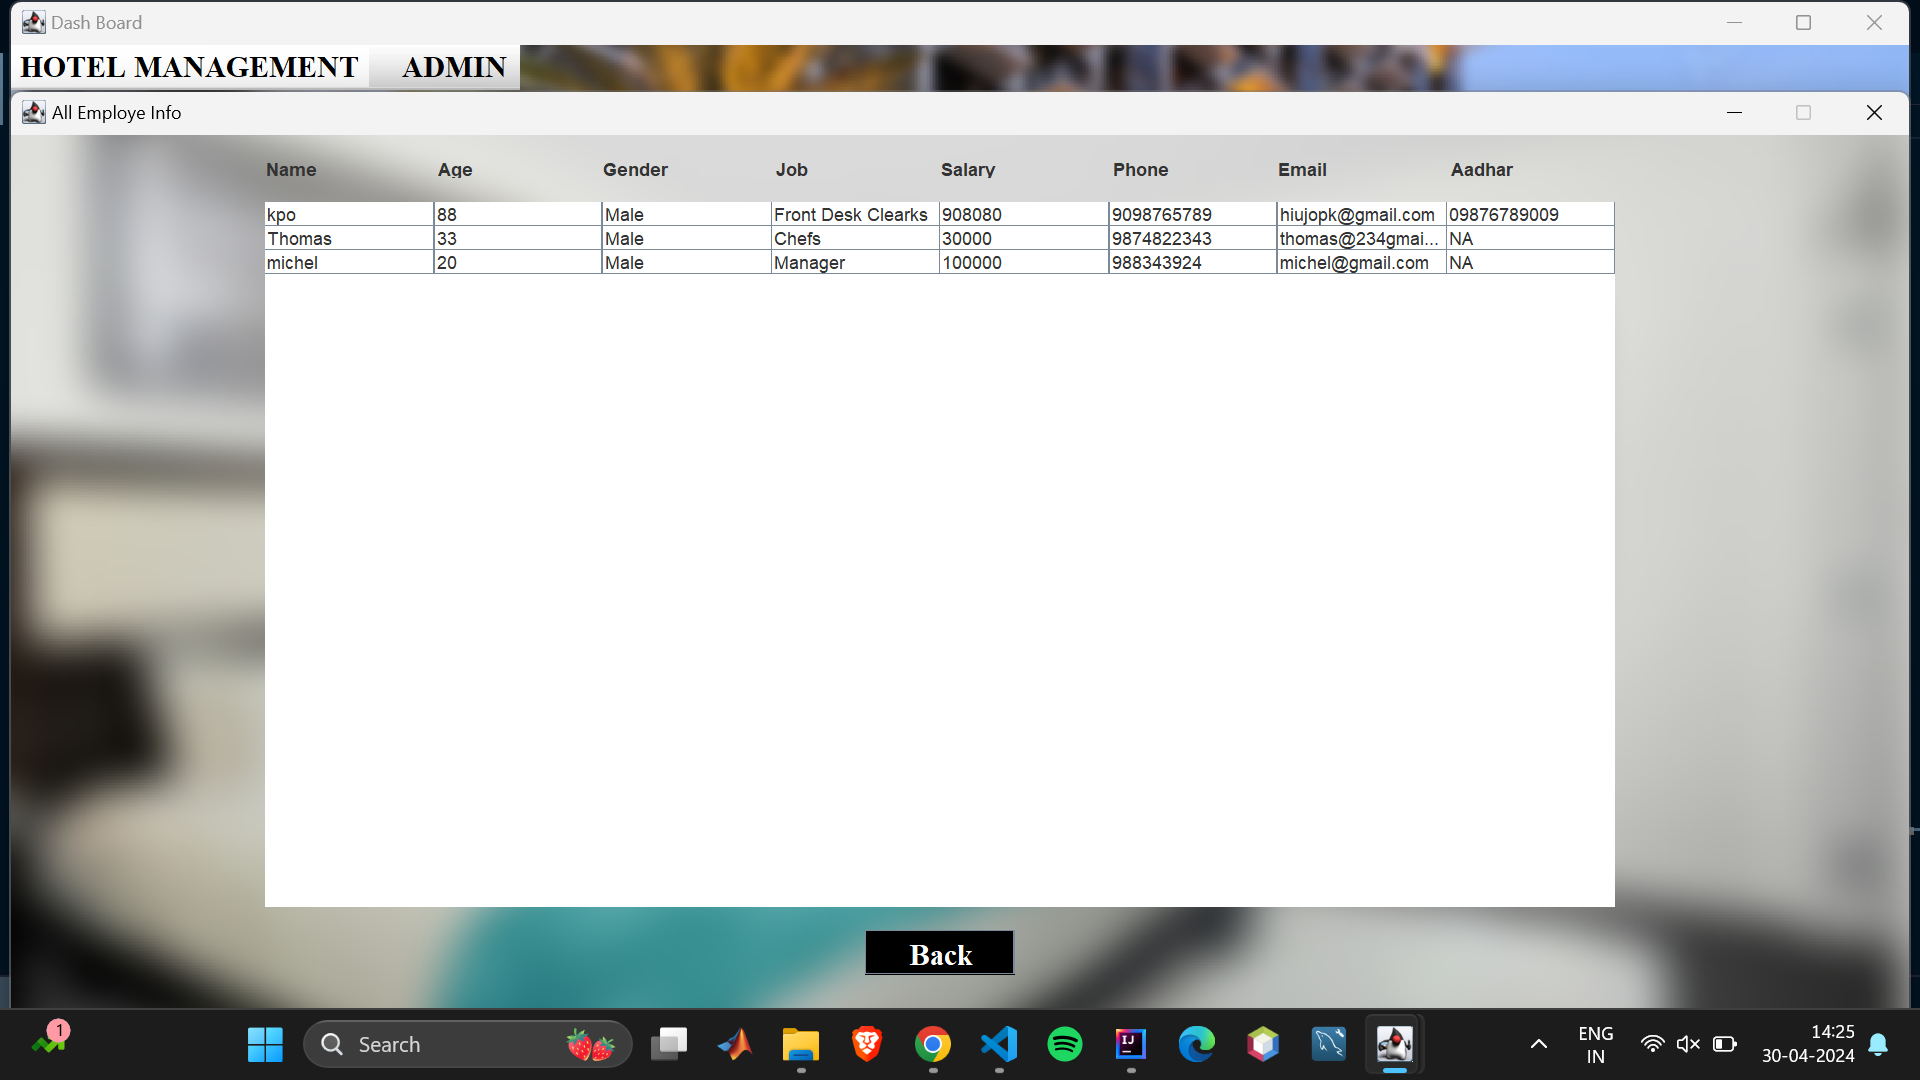 Dash Board
HOTEL MANAGEMENT ADMIN
All Employe Info
Name Age Gender Job Salary Phone Email Aadhar
kpo 88 Male Front Desk Clearks 908080 9098765789 hiujopk@gmail.com 09876789009
Thomas 33 Male Chefs 30000 9874822343 thomas@234gmai... NA
michel 20 Male Manager 100000 988343924 michel@gmail.com NA
Back
1
Search
IJ
ENG
IN
14:25
30-04-2024